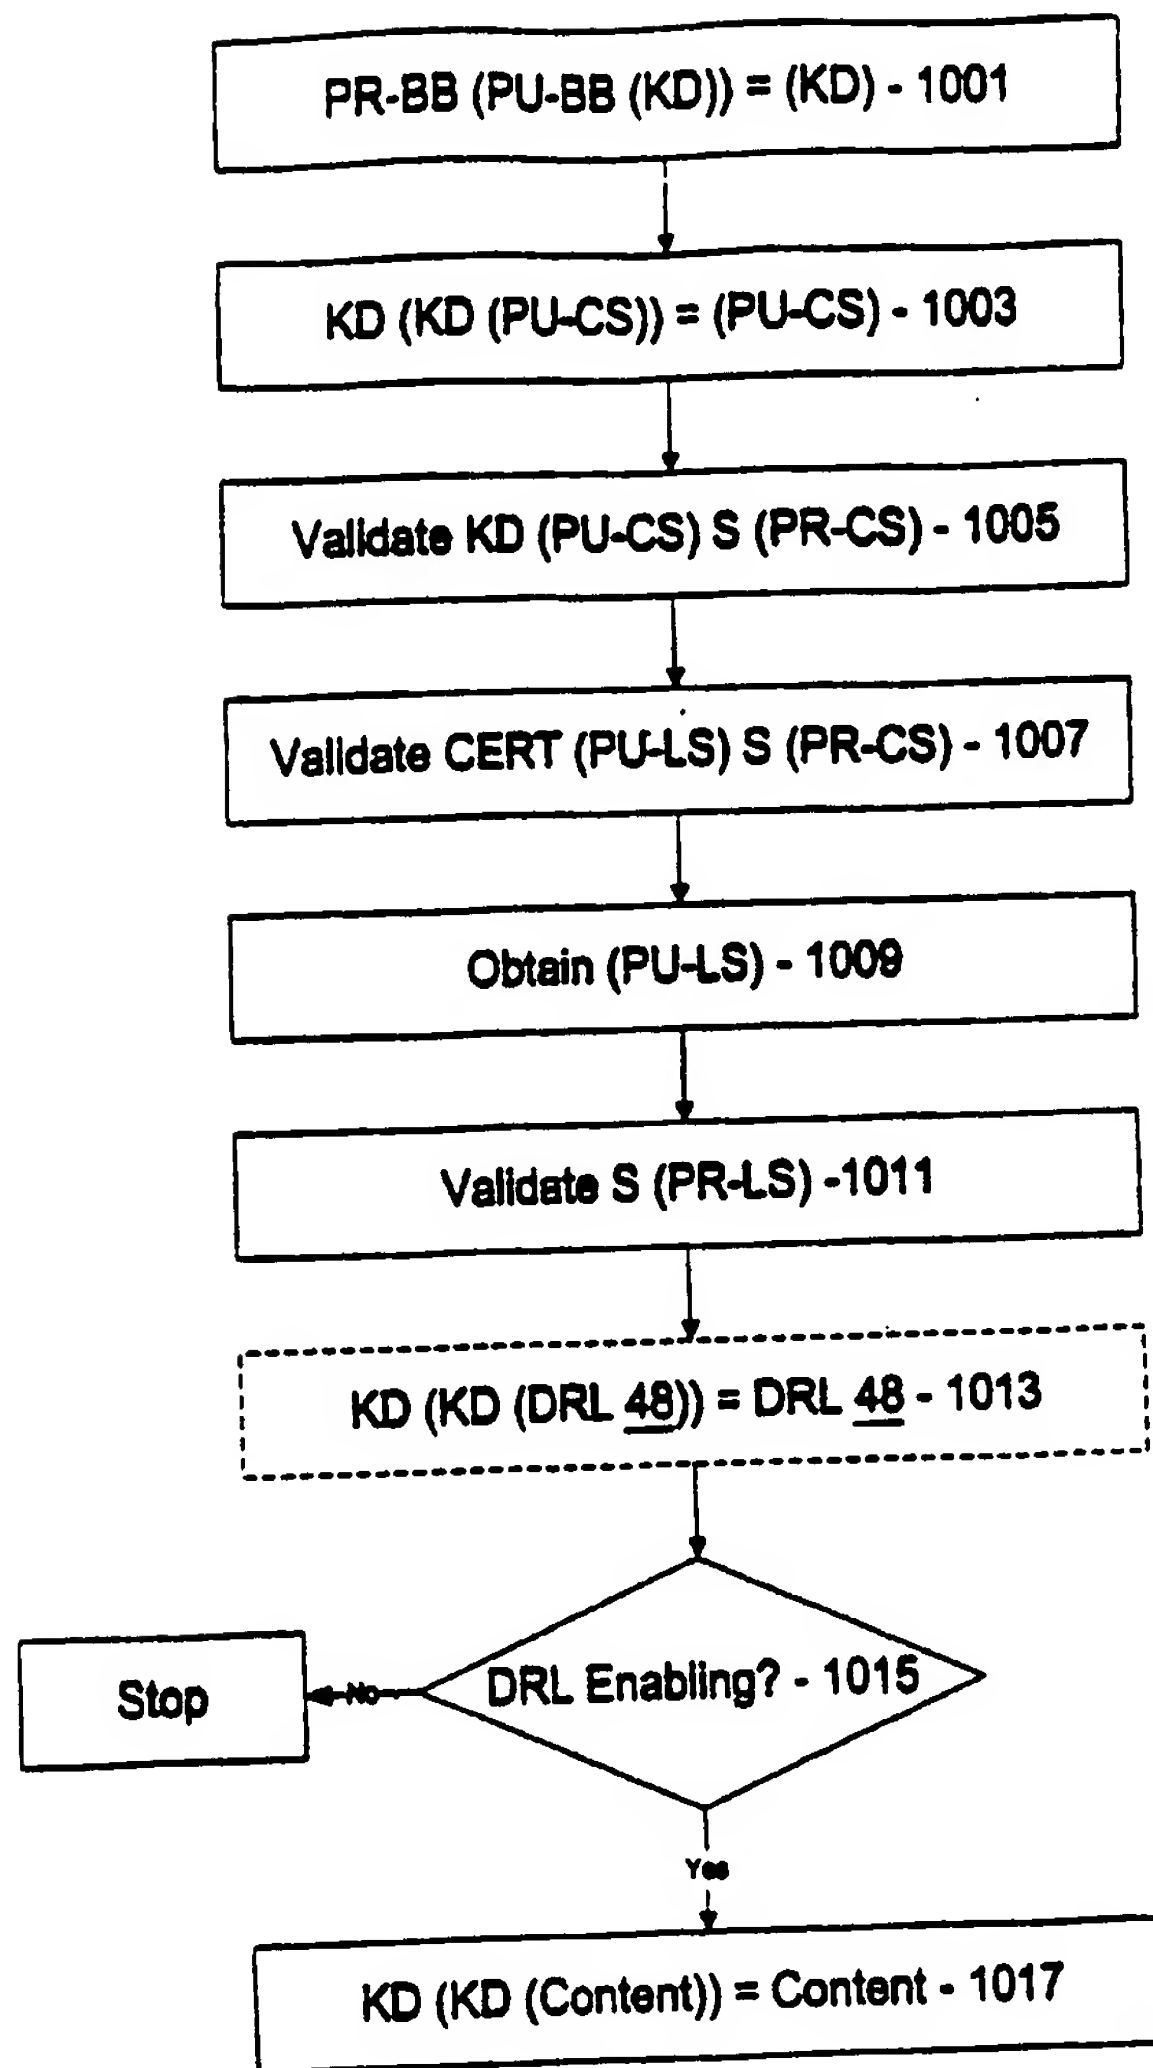 PR-BB (PU-BB (KD)) = (KD) - 1001
KD (KD (PU-CS)) = (PU-CS) - 1003
Validate KD (PU-CS) S (PR-CS) - 1005
Validate CERT (PU-LS) S (PR-CS) - 1007
Obtain (PU-LS) - 1009
Validate S (PR-LS) -1011
KD (KD (DRL 48)) = DRL 48 - 1013
DRL Enabling? - 1015
No
Stop
Yes
KD (KD (Content)) = Content - 1017